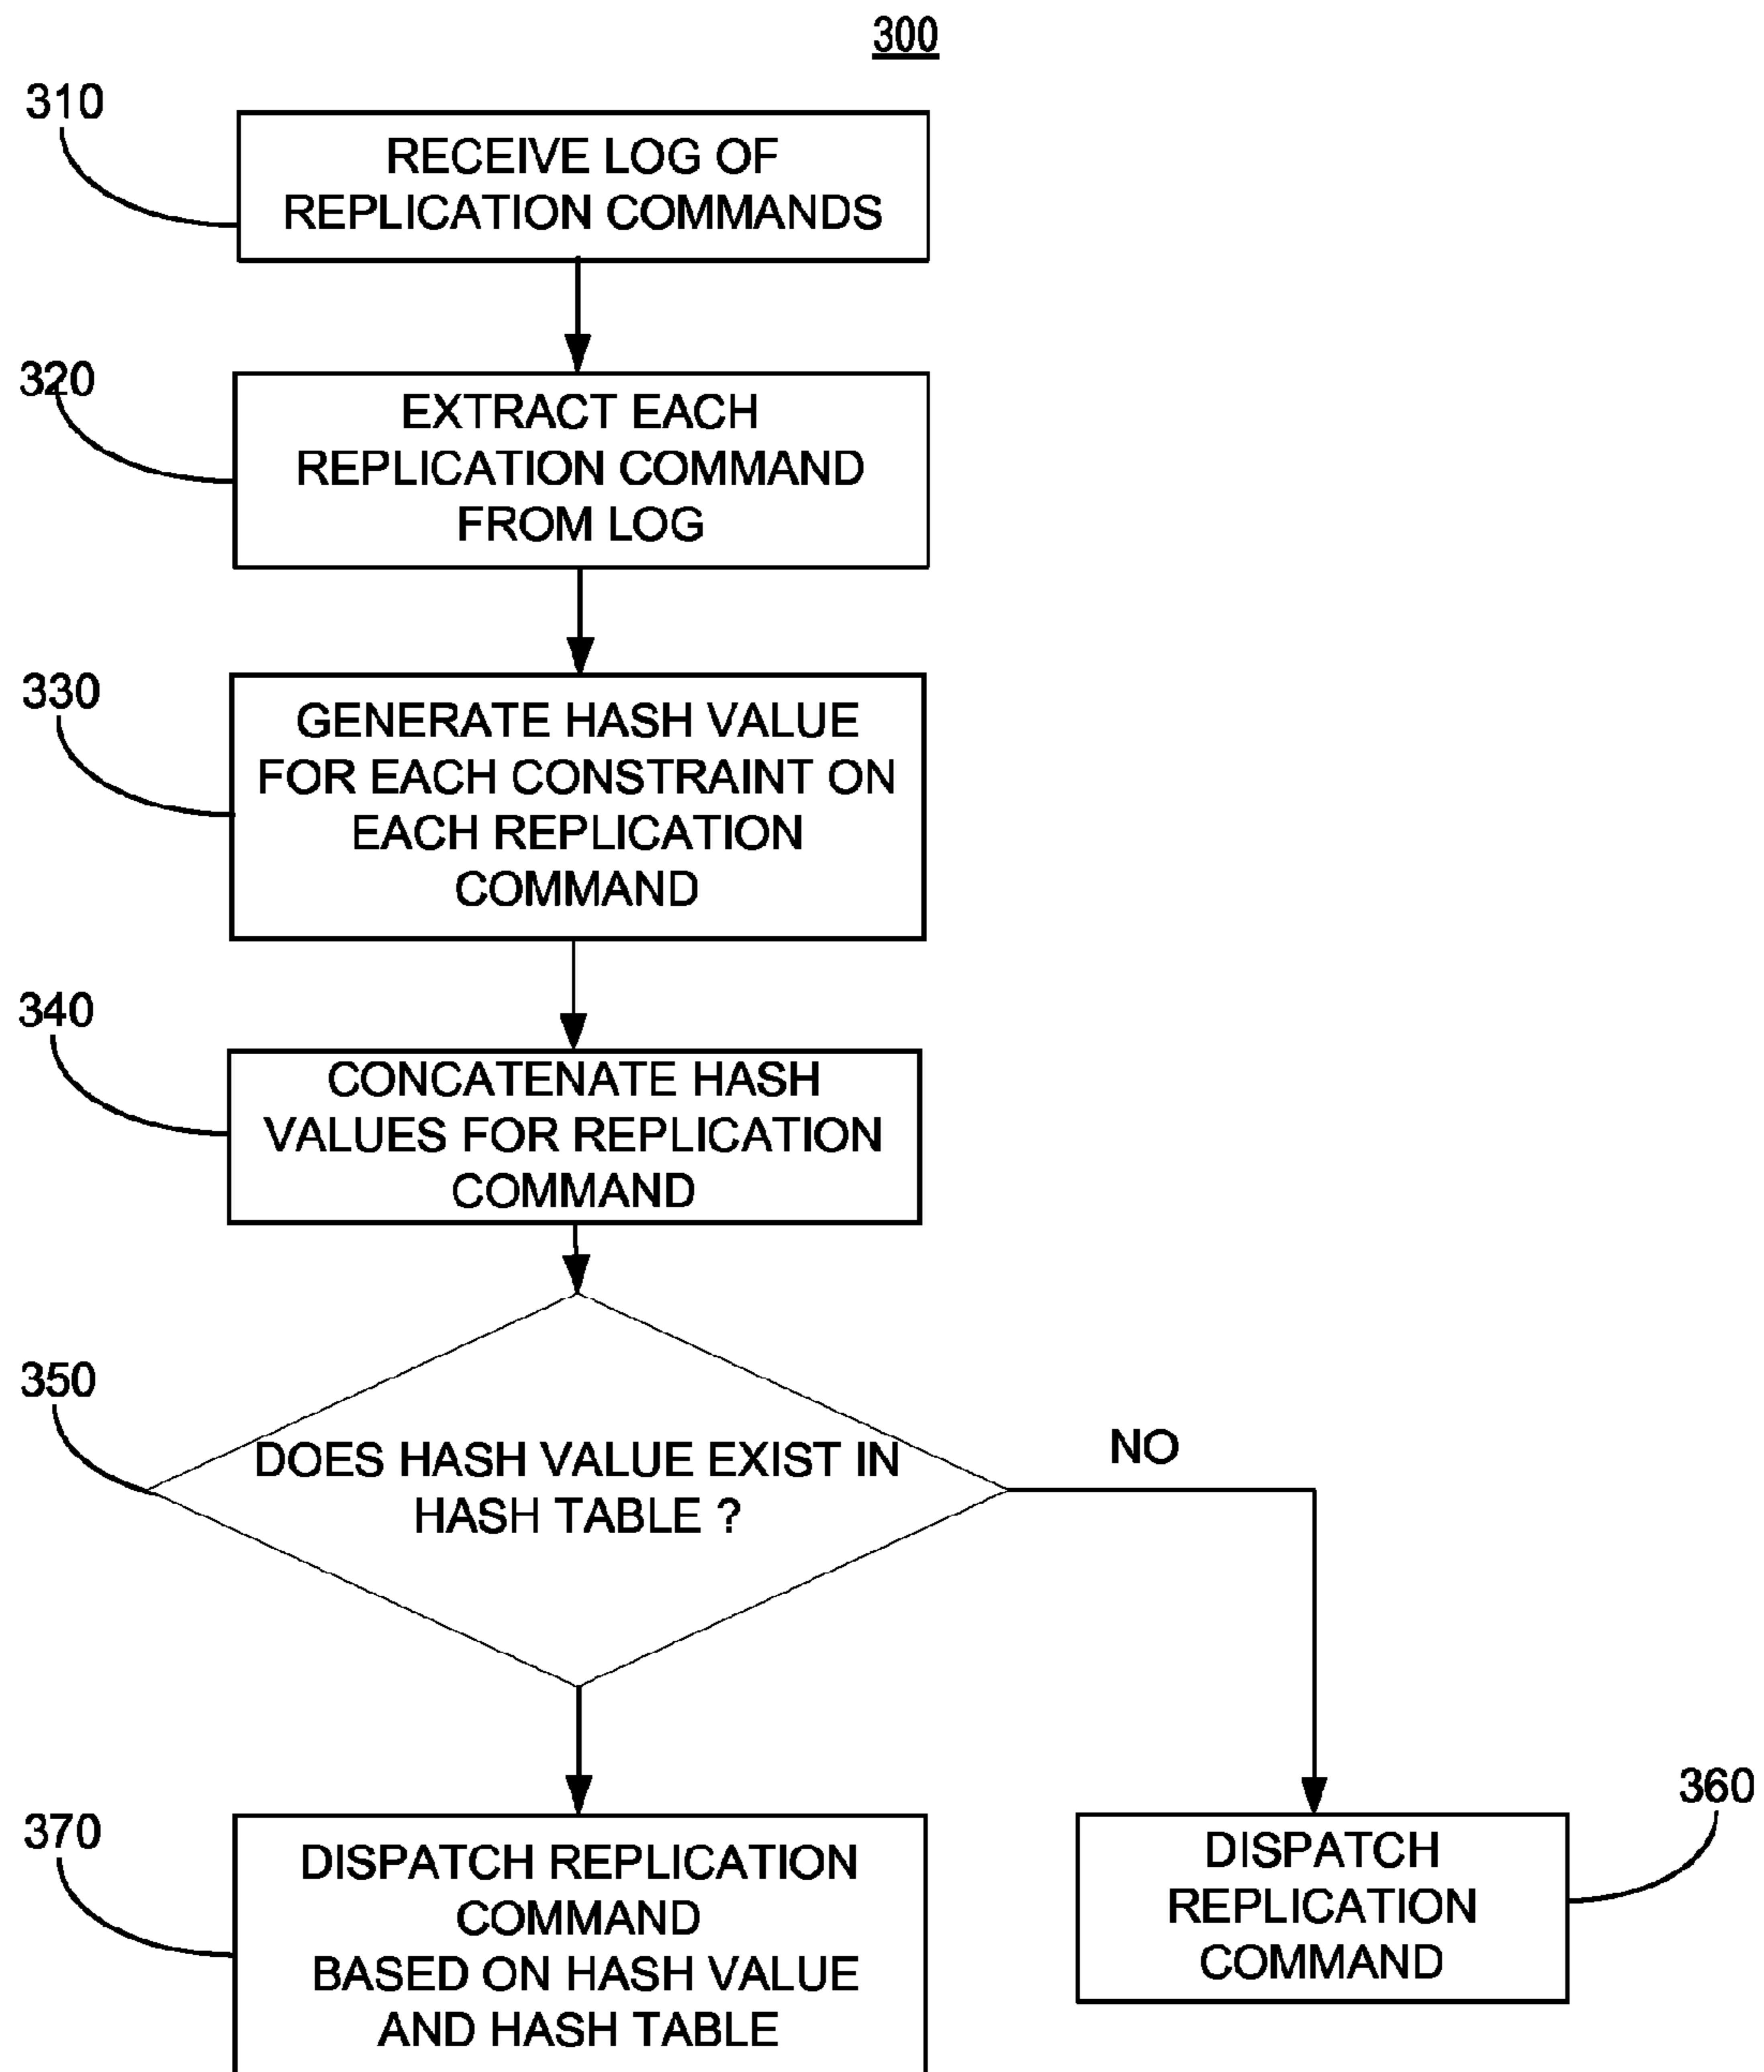 300
310
RECEIVE LOG OF
REPLICATION COMMANDS
320
EXTRACT EACH
REPLICATION COMMAND
FROM LOG
330
GENERATE HASH VALUE
FOR EACH CONSTRAINT ON
EACH REPLICATION
COMMAND
340
CONCATENATE HASH
VALUES FOR REPLICATION
COMMAND
350
DOES HASH VALUE EXIST IN
HASH TABLE ?
NO
360
DISPATCH
REPLICATION
COMMAND
370
DISPATCH REPLICATION
COMMAND
BASED ON HASH VALUE
AND HASH TABLE